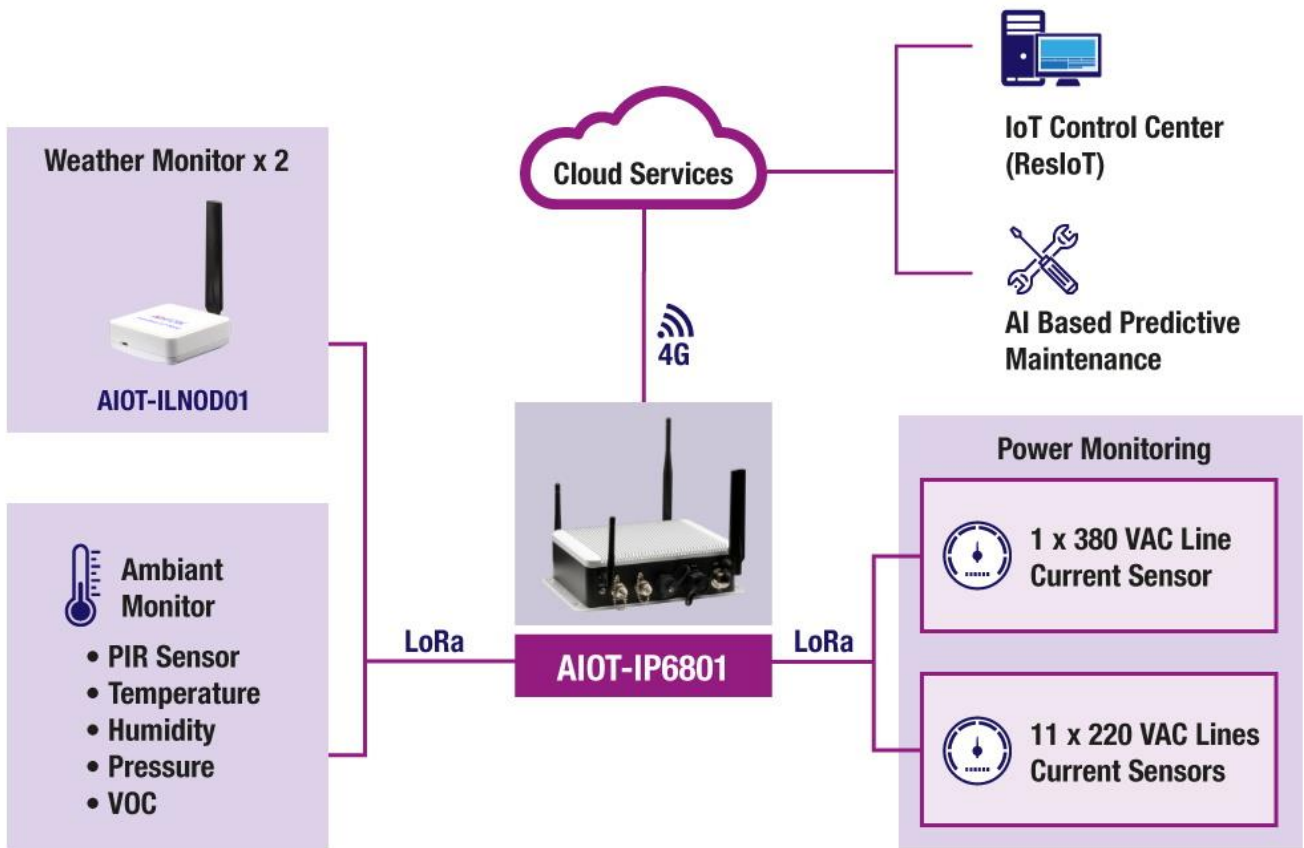 Weather Monitor x 2
AIOT-ILNOD01
Ambiant
Monitor
• PIR Sensor
• Temperature
• Humidity
• Pressure
• VOC
LoRa
Cloud Services
4G
AIOT-IP6801
LoRa
IoT Control Center
(ResIoT)
AI Based Predictive
Maintenance
Power Monitoring
1 x 380 VAC Line
Current Sensor
11 x 220 VAC Lines
Current Sensors